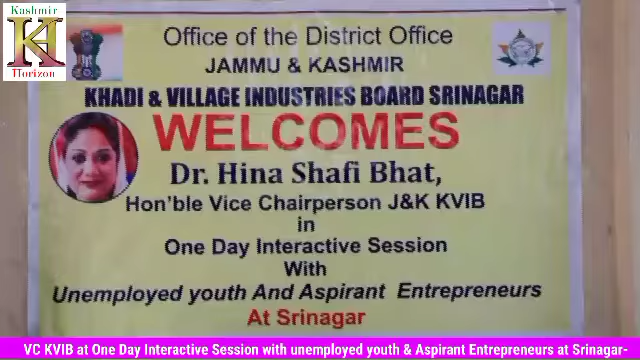 Kashmir
KH
Horizon
Office of the District Office
JAMMU & KASHMIR
KHADI & VILLAGE INDUSTRIES BOARD SRINAGAR
WELCOMES
Dr. Hina Shafi Bhat,
Hon'ble Vice Chairperson J&K KVIB
in
One Day Interactive Session
With
Unemployed youth And Aspirant Entrepreneurs
At Srinagar
VC KVIB at One Day Interactive Session with unemployed youth & Aspirant Entrepreneurs at Srinagar-